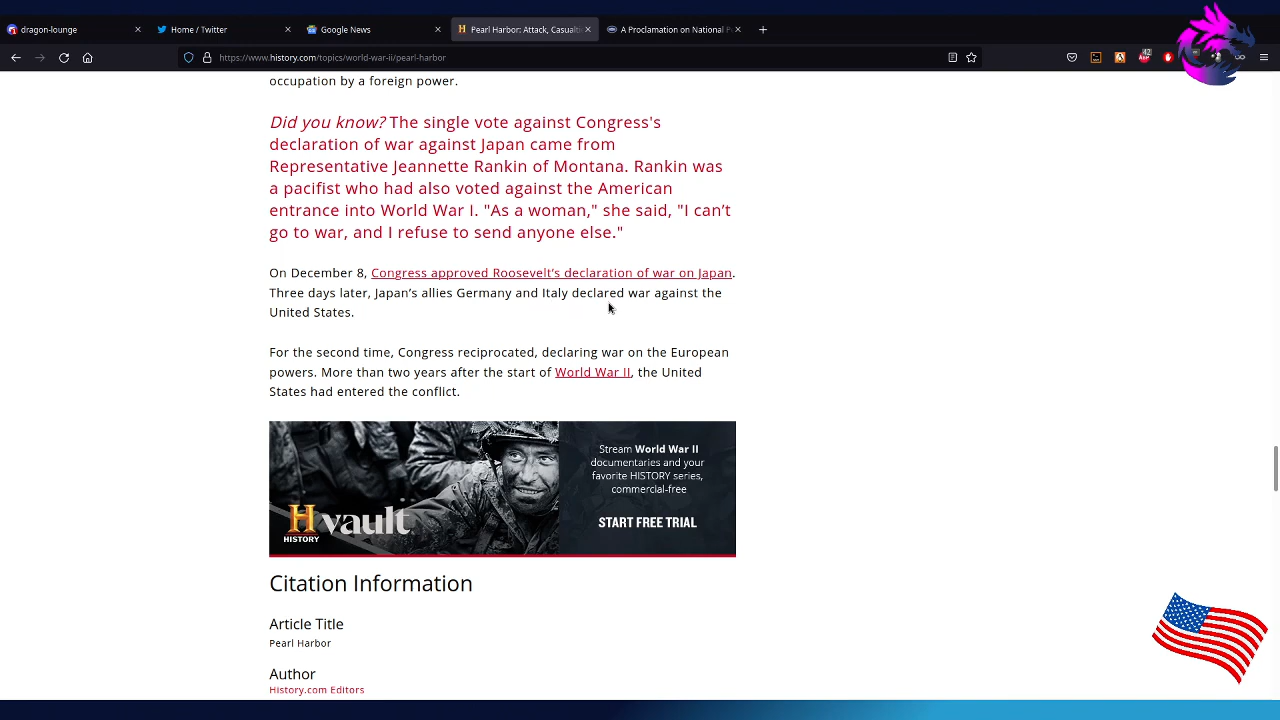 dragon-lounge
Home / Twitter
Google News
Pearl Harbor: Attack, Casualti
A Proclamation on National P
https://www.history.com/topics/world-war-ii/pearl-harbor
42
occupation by a foreign power.
Did you know? The single vote against Congress's
declaration of war against Japan came from
Representative Jeannette Rankin of Montana. Rankin was
a pacifist who had also voted against the American
entrance into World War I. "As a woman," she said, "I can’t
go to war, and I refuse to send anyone else."
On December 8, Congress approved Roosevelt’s declaration of war on Japan.
Three days later, Japan’s allies Germany and Italy declared war against the
United States.
For the second time, Congress reciprocated, declaring war on the European
powers. More than two years after the start of World War II, the United
States had entered the conflict.
H vault
HISTORY
Stream World War II
documentaries and your
favorite HISTORY series,
commercial-free
START FREE TRIAL
Citation Information
Article Title
Pearl Harbor
Author
History.com Editors